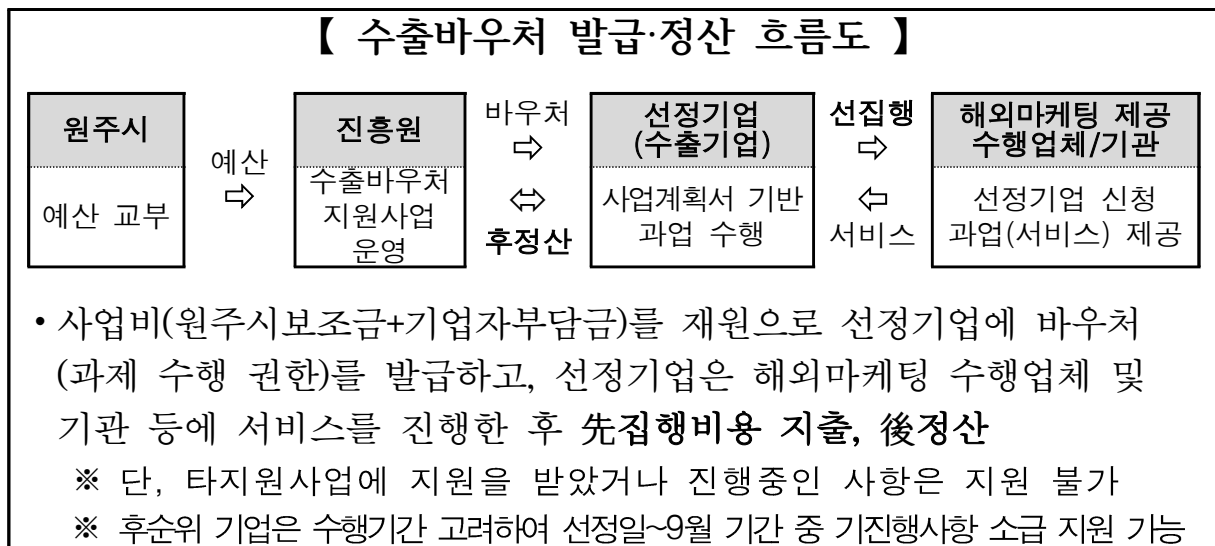 【 수출바우처 발급·정산 흐름도 】
원주시
예산 교부
예산
⇨
진흥원
수출바우처
지원사업
운영
바우처
⇨
⇔
후정산
선정기업
(수출기업)
사업계획서 기반
과업 수행
선집행
⇨
⇦
서비스
해외마케팅 제공
수행업체/기관
선정기업 신청
과업(서비스) 제공
• 사업비(원주시보조금+기업자부담금)를 재원으로 선정기업에 바우처
(과제 수행 권한)를 발급하고, 선정기업은 해외마케팅 수행업체 및
기관 등에 서비스를 진행한 후 先집행비용 지출, 後정산
※ 단, 타지원사업에 지원을 받았거나 진행중인 사항은 지원 불가
※ 후순위 기업은 수행기간 고려하여 선정일~9월 기간 중 기진행사항 소급 지원 가능